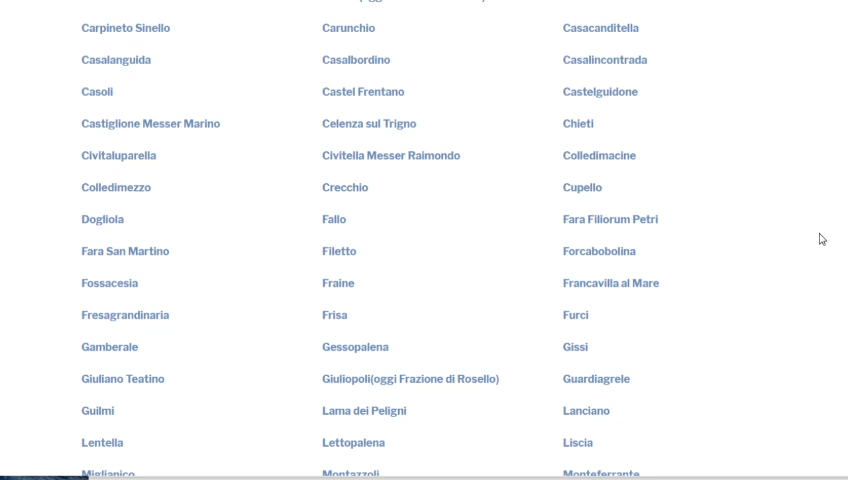 Carpineto Sinello Carunchio Casacanditella
Casalanguida Casalbordino Casalincontrada
Casoli Castel Frentano Castelguidone
Castiglione Messer Marino Celenza sul Trigno Chieti
Civitaluparella Civitella Messer Raimondo Colledimacine
Colledimezzo Crecchio Cupello
Dogliola Fallo Fara Filiorum Petri
Fara San Martino Filetto Forcabobolina
Fossacesia Fraine Francavilla al Mare
Fresagrandinaria Frisa Furci
Gamberale Gessopalena Gissi
Giuliano Teatino Giuliopoli(oggi Frazione di Rosello) Guardiagrele
Guilmi Lama dei Peligni Lanciano
Lentella Lettopalena Liscia
Miglianico Montazzoli Monteferrante